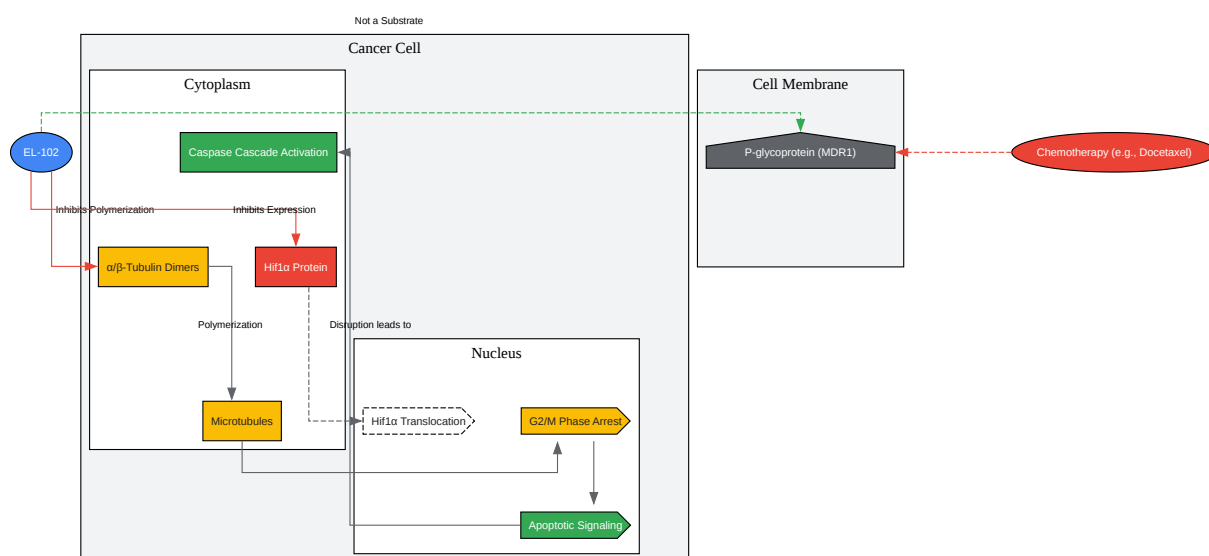 Not a Substrate
Cancer Cell
Cytoplasm
Cell Membrane
EL-102
Caspase Cascade Activation
P-glycoprotein (MDR1)
Chemotherapy (e.g., Docetaxel)
Inhibits Polymerization
Inhibits Expression
α/β-Tubulin Dimers
Hif1α Protein
Polymerization
Disruption leads to
Nucleus
Microtubules
Hif1α Translocation
G2/M Phase Arrest
Apoptotic Signaling